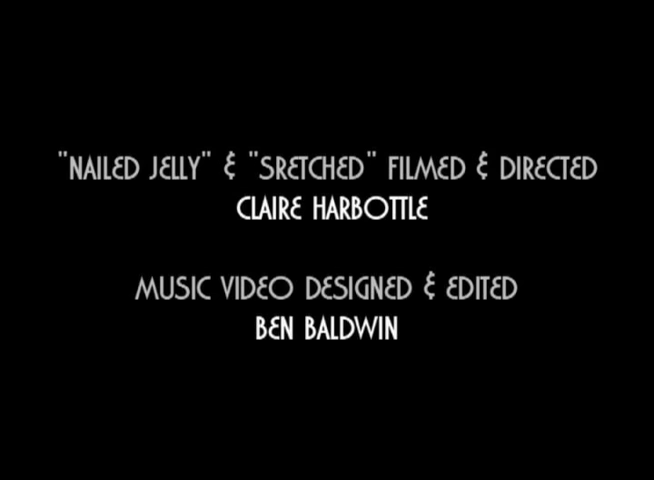 "NAILED JELLY" & "SRETCHED" FILMED & DIRECTED
CLAIRE HARBOTTLE
MUSIC VIDEO DESIGNED & EDITED
BEN BALDWIN